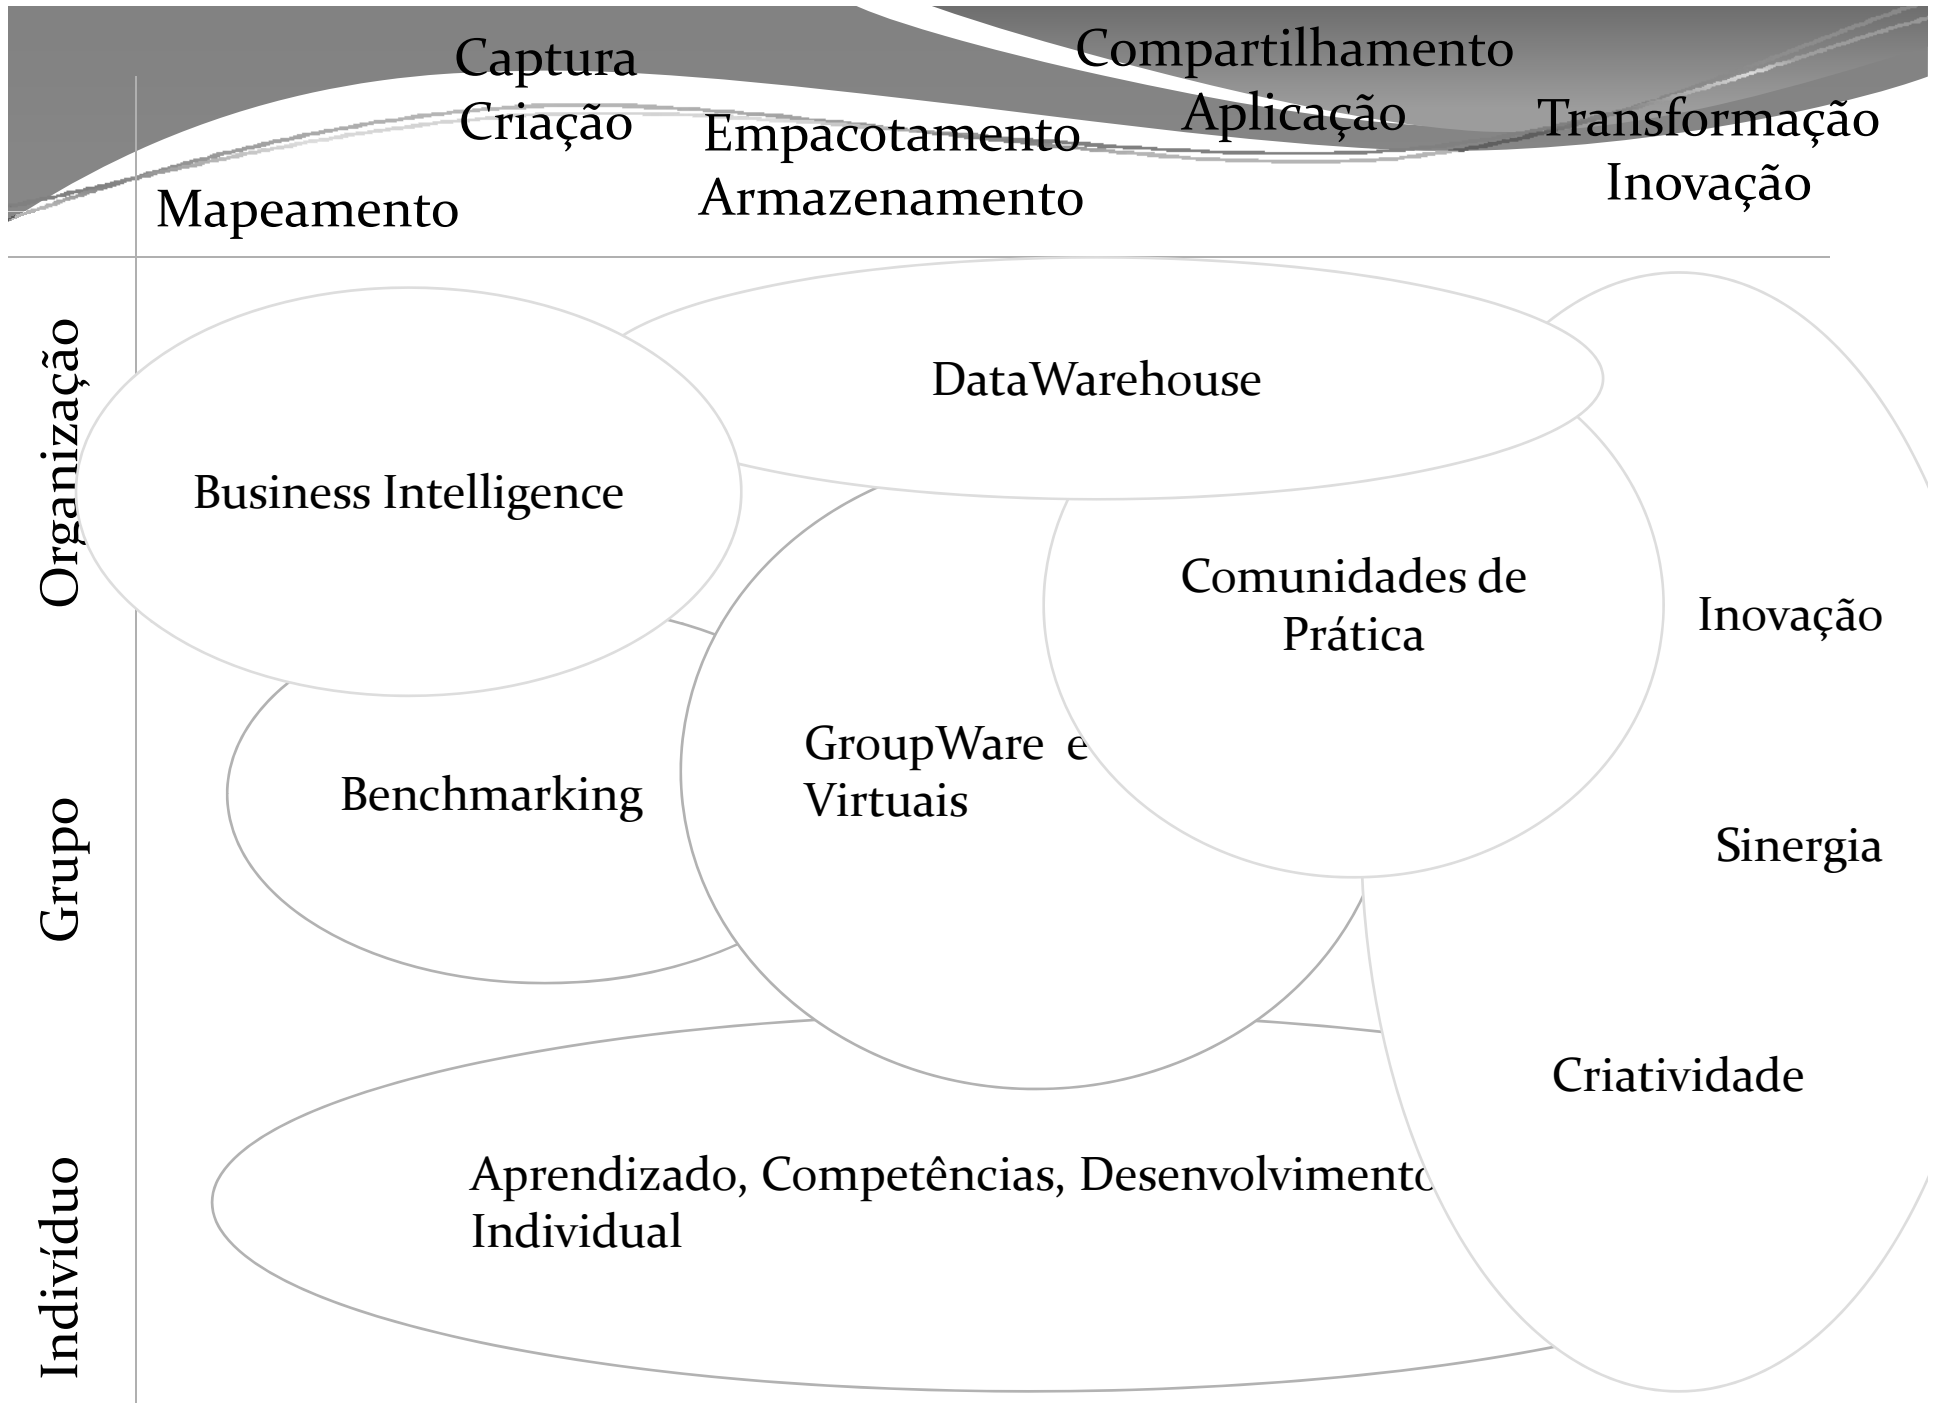 Captura
Criação
Compartilhamento
Aplicação
Empacotamento
Armazenamento
Transformação
Inovação
Mapeamento
Organização
DataWarehouse
Business Intelligence
Comunidades de
Prática
Inovação
Grupo
GroupWare e
Virtuais
Benchmarking
Sinergia
Criatividade
Indivíduo
Aprendizado, Competências, Desenvolvimento
Individual